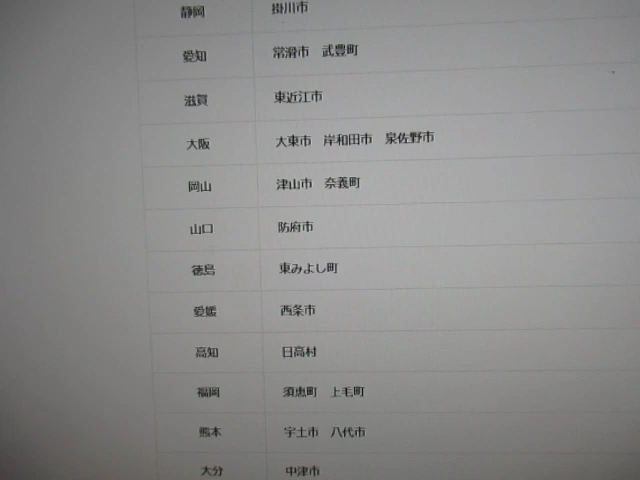 静岡 掛川市
愛知 常滑市 武豊町
滋賀 東近江市
大阪 大東市 岸和田市 泉佐野市
岡山 津山市 奈義町
山口 防府市
徳島 東みよし町
愛媛 西条市
高知 日高村
福岡 須恵町 上毛町
熊本 宇土市 八代市
大分 中津市